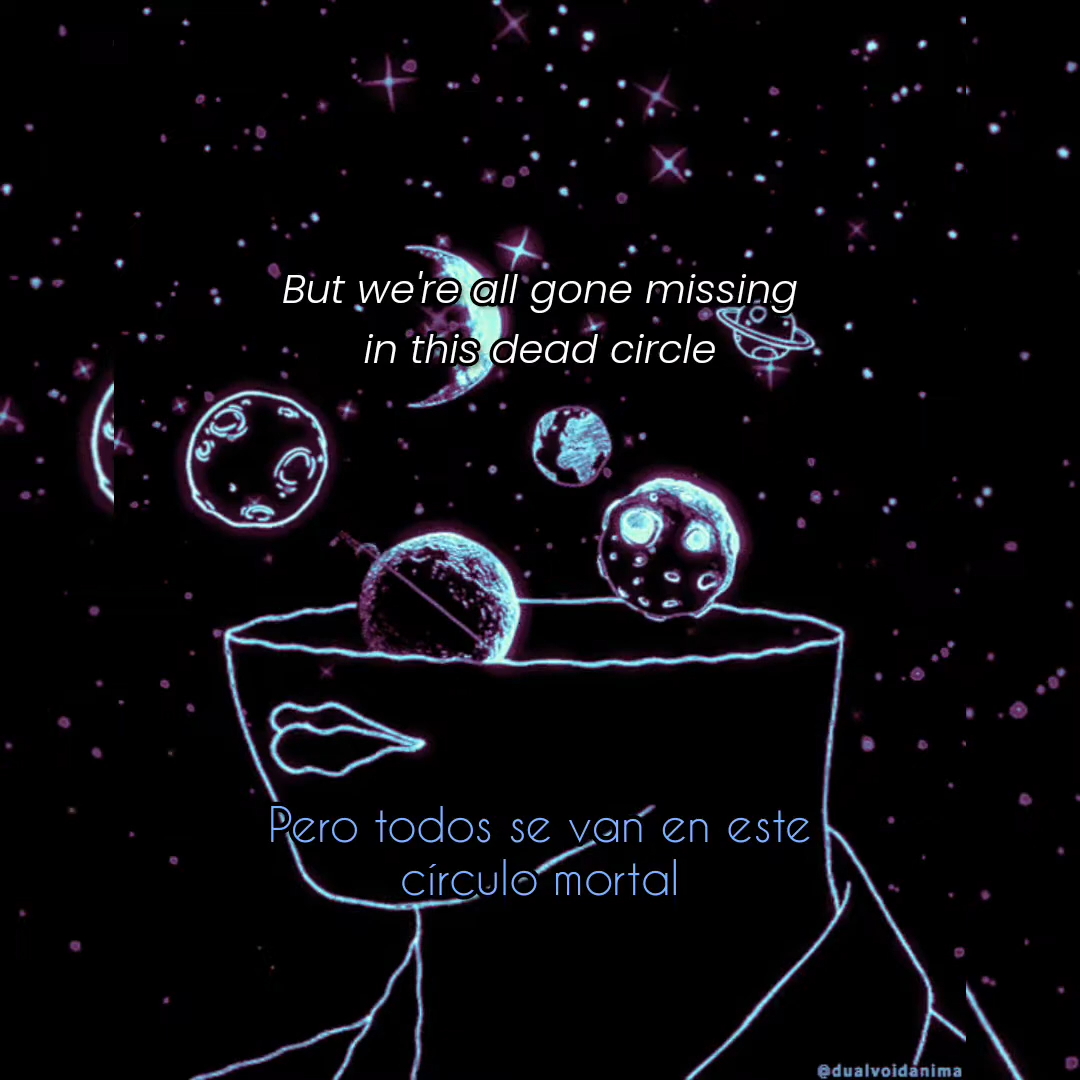 But we're all gone missing
in this dead circle
Pero todos se van en este
círculo mortal
@dualvoidanima